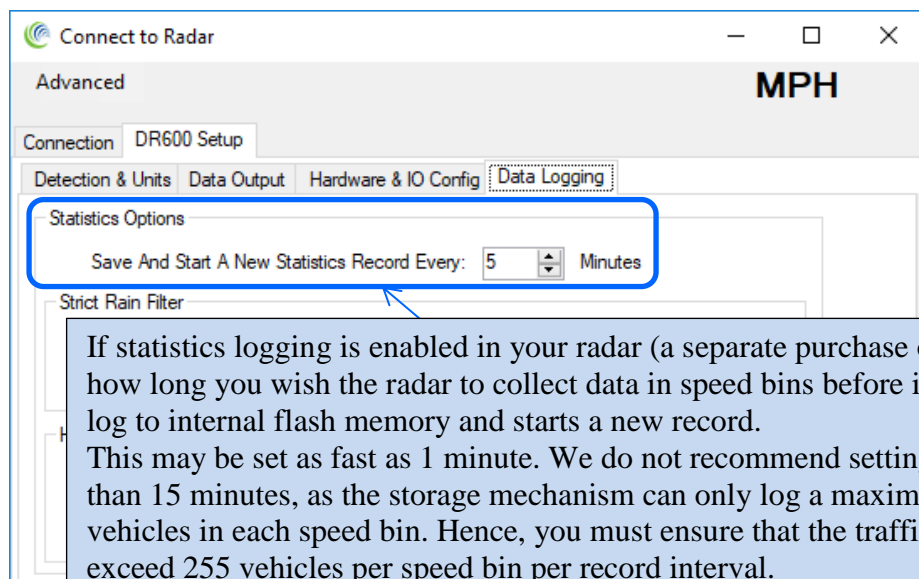 Connect to Radar
Advanced
MPH
Connection DR600 Setup
Detection & Units Data Output Hardware & IO Config Data Logging
Statistics Options
Save And Start A New Statistics Record Every: 5 Minutes
Strict Rain Filter
If statistics logging is enabled in your radar (a separate purchase
how long you wish the radar to collect data in speed bins before
log to internal flash memory and starts a new record.
This may be set as fast as 1 minute. We do not recommend
than 15 minutes, as the storage mechanism can only log a
vehicles in each speed bin. Hence, you must ensure that the
exceed 255 vehicles per speed bin per record interval.